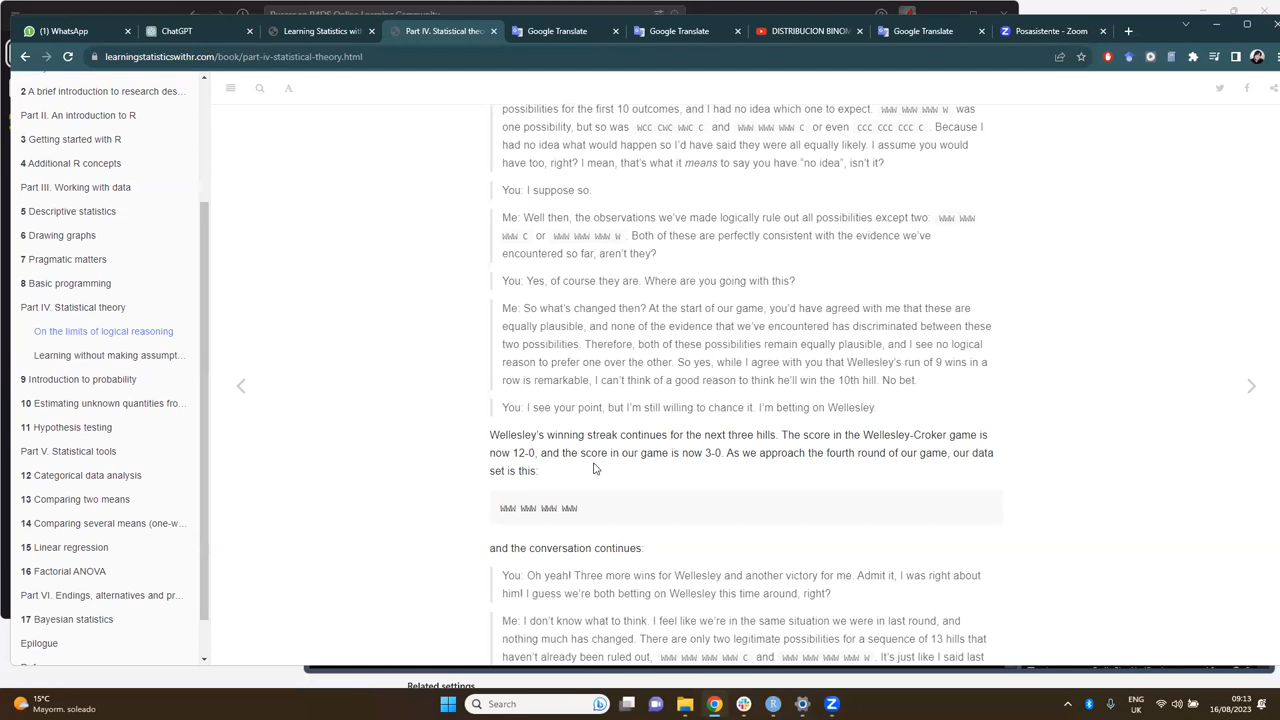 (1) WhatsApp
ChatGPT
Learning Statistics with
Part IV. Statistical theo
Google Translate
Google Translate
DISTRIBUCION BINOM
Google Translate
Posasistente - Zoom
learningstatisticswithr.com/book/part-iv-statistical-theory.html
2 A brief introduction to research des...
Part II. An introduction to R
3 Getting started with R
4 Additional R concepts
Part III. Working with data
5 Descriptive statistics
6 Drawing graphs
7 Pragmatic matters
8 Basic programming
Part IV. Statistical theory
On the limits of logical reasoning
Learning without making assumpt...
9 Introduction to probability
10 Estimating unknown quantities fro...
11 Hypothesis testing
Part V. Statistical tools
12 Categorical data analysis
13 Comparing two means
14 Comparing several means (one-w...
15 Linear regression
16 Factorial ANOVA
Part VI. Endings, alternatives and pr...
17 Bayesian statistics
Epilogue
A
possibilities for the first 10 outcomes, and I had no idea which one to expect. WWW WWW WWW W was
one possibility, but so was WCC CWC WWC C and WWW WWW WWW C or even CCC CCC CCC C . Because I
had no idea what would happen so I'd have said they were all equally likely. I assume you would
have too, right? I mean, that's what it means to say you have “no idea”, isn't it?
You: I suppose so.
Me: Well then, the observations we've made logically rule out all possibilities except two: WWW WWW
WWW C or WWW WWW WWW W . Both of these are perfectly consistent with the evidence we've
encountered so far, aren't they?
You: Yes, of course they are. Where are you going with this?
Me: So what's changed then? At the start of our game, you'd have agreed with me that these are
equally plausible, and none of the evidence that we've encountered has discriminated between these
two possibilities. Therefore, both of these possibilities remain equally plausible, and I see no logical
reason to prefer one over the other. So yes, while I agree with you that Wellesley's run of 9 wins in a
row is remarkable, I can't think of a good reason to think he'll win the 10th hill. No bet.
You: I see your point, but I'm still willing to chance it. I'm betting on Wellesley.
Wellesley's winning streak continues for the next three hills. The score in the Wellesley-Croker game is
now 12-0, and the score in our game is now 3-0. As we approach the fourth round of our game, our data
set is this:
WWW WWW WWW WWW
and the conversation continues:
You: Oh yeah! Three more wins for Wellesley and another victory for me. Admit it, I was right about
him! I guess we're both betting on Wellesley this time around, right?
Me: I don't know what to think. I feel like we're in the same situation we were in last round, and
nothing much has changed. There are only two legitimate possibilities for a sequence of 13 hills
that haven't already been ruled out, WWW WWW WWW WWW C and WWW WWW WWW WWW W . It's just like I said last
Related settings
15°C
Mayorm. soleado
Search
ENG
UK
09:13
16/08/2023